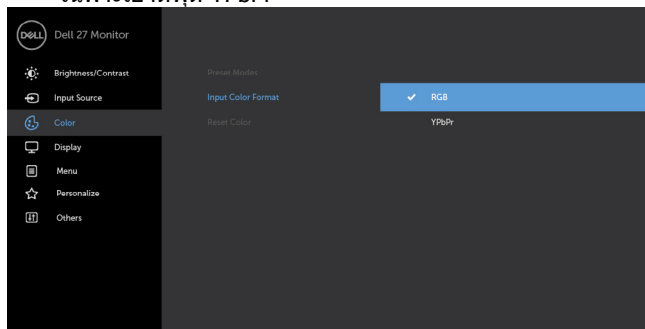 DELL
Dell 27 Monitor
Brightness/Contrast
Preset Modes
Input Source
Input Color Format
RGB
Color
Reset Color
YPbPr
Display
Menu
Personalize
Others